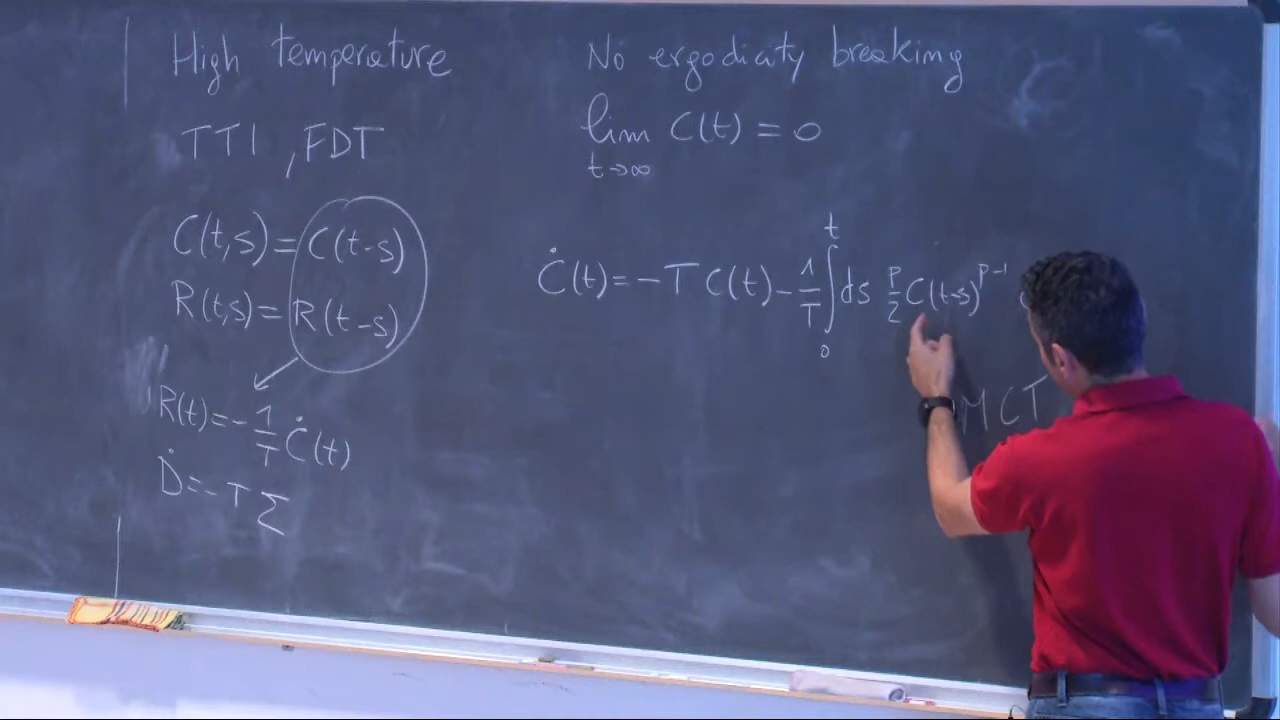 High temperature
TTI, FDT
C(t,s)=C(t-s)
R(t,s)=R(t-s)
R(t)=-1/T Ċ(t)
Ḋ=-T Σ
No ergodicity breaking
lim C(t)=0
t→∞
Ċ(t)=-T C(t)-1/T ∫₀ᵗ ds p/2 C(t-s)^{p-1}
MCT